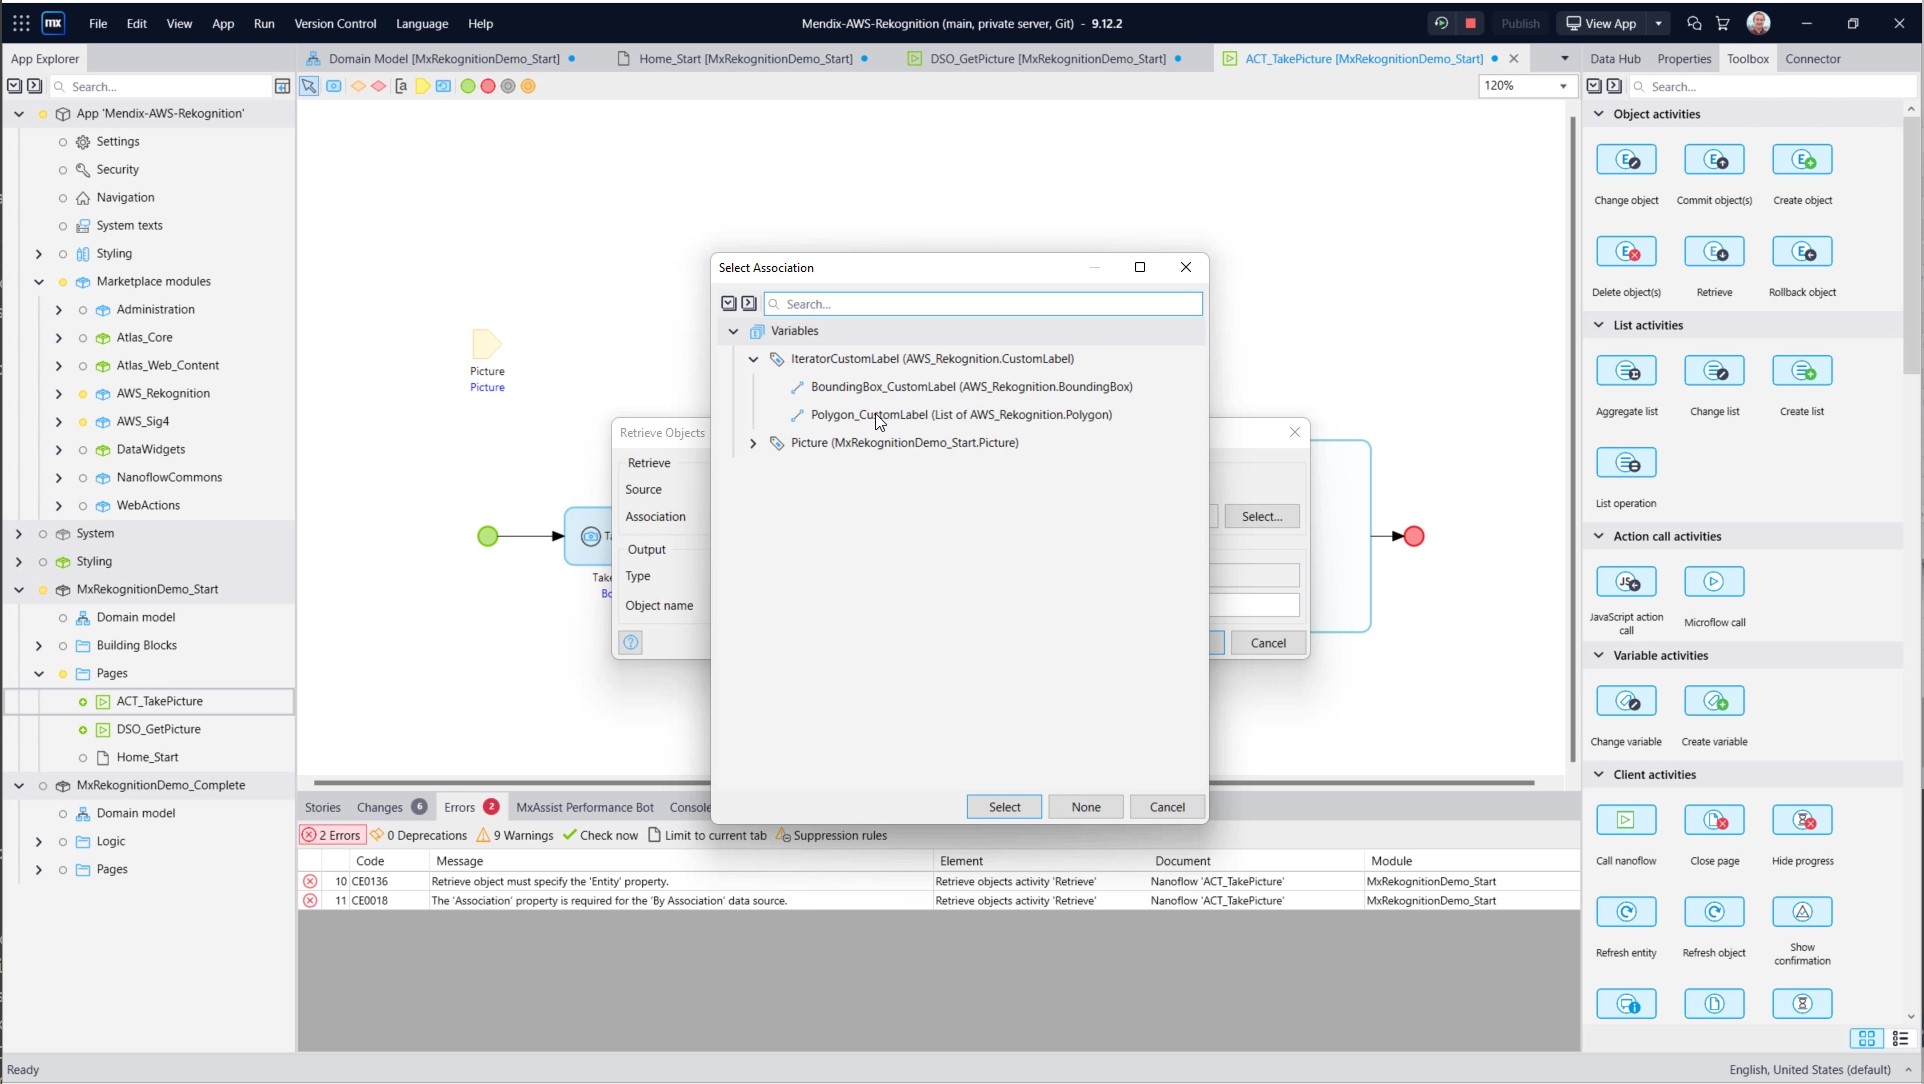 mx File Edit View App Run Version Control Language Help Mendix-AWS-Rekognition (main, private server, Git) - 9.12.2 Publish View App
App Explorer
Domain Model [MxRekognitionDemo_Start] Home_Start [MxRekognitionDemo_Start] DSO_GetPicture [MxRekognitionDemo_Start] ACT_TakePicture [MxRekognitionDemo_Start]
Data Hub Properties Toolbox Connector
Search...
120%
Search...
App 'Mendix-AWS-Rekognition'
Settings
Security
Navigation
System texts
Styling
Marketplace modules
Administration
Atlas_Core
Atlas_Web_Content
AWS_Rekognition
AWS_Sig4
DataWidgets
NanoflowCommons
WebActions
System
Styling
MxRekognitionDemo_Start
Domain model
Building Blocks
Pages
ACT_TakePicture
DSO_GetPicture
Home_Start
MxRekognitionDemo_Complete
Domain model
Logic
Pages
Picture
Picture
Take
Retrieve Objects
Retrieve
Source
Association
Select...
Output
Type
Object name
Cancel
Select Association
Search...
Variables
IteratorCustomLabel (AWS_Rekognition.CustomLabel)
BoundingBox_CustomLabel (AWS_Rekognition.BoundingBox)
Polygon_CustomLabel (List of AWS_Rekognition.Polygon)
Picture (MxRekognitionDemo_Start.Picture)
Select None Cancel
Stories Changes 6 Errors 2 MxAssist Performance Bot Console
2 Errors 0 Deprecations 9 Warnings Check now Limit to current tab Suppression rules
Code Message Element Document Module
10 CE0136 Retrieve object must specify the 'Entity' property. Retrieve objects activity 'Retrieve' Nanoflow 'ACT_TakePicture' MxRekognitionDemo_Start
11 CE0018 The 'Association' property is required for the 'By Association' data source. Retrieve objects activity 'Retrieve' Nanoflow 'ACT_TakePicture' MxRekognitionDemo_Start
Object activities
Change object Commit object(s) Create object
Delete object(s) Retrieve Rollback object
List activities
Aggregate list Change list Create list
List operation
Action call activities
JavaScript action call
Microflow call
Variable activities
Change variable Create variable
Client activities
Call nanoflow Close page Hide progress
Refresh entity Refresh object Show confirmation
Ready
English, United States (default)